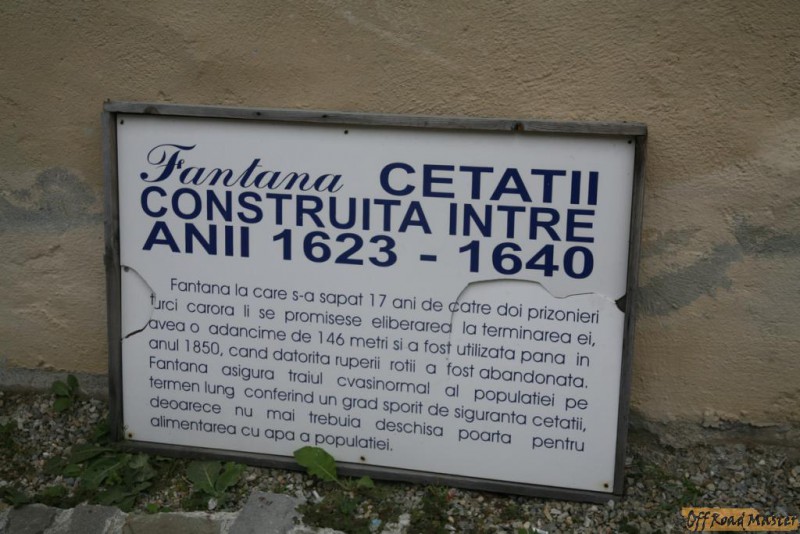 Fantana CETATII
CONSTRUITA INTRE
ANII 1623 - 1640
Fantana la care s-a sapat 17 ani de catre doi prizonieri
turci carora li se promisese eliberarea la terminarea ei,
avea o adancime de 146 metri si a fost utilizata pana in
anul 1850, cand datorita ruperii rotii a fost abandonata.
Fantana asigura traiul cvasinormal al populatiei pe
termen lung conferind un grad sporit de siguranta cetatii,
deoarece nu mai trebuia deschisa poarta pentru
alimentarea cu apa a populatiei.
Off Road Master